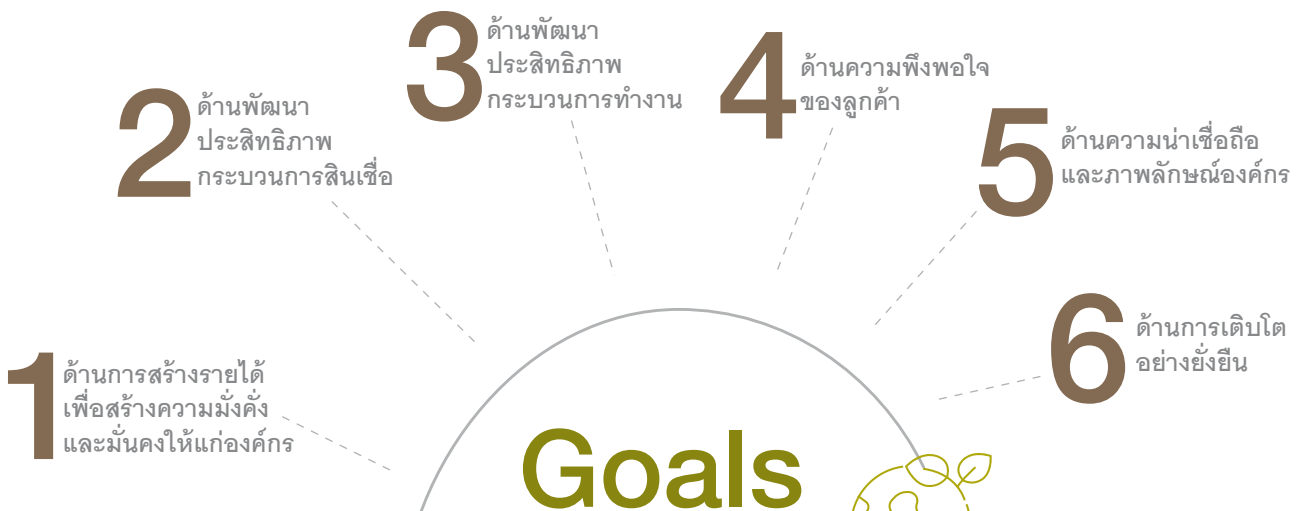 1
ด้านการสร้างรายได้
เพื่อสร้างความมั่งคั่ง
และมั่นคงให้แก่องค์กร
2
ด้านพัฒนา
ประสิทธิภาพ
กระบวนการสินเชื่อ
3
ด้านพัฒนา
ประสิทธิภาพ
กระบวนการทำงาน
4
ด้านความพึงพอใจ
ของลูกค้า
5
ด้านความน่าเชื่อถือ
และภาพลักษณ์องค์กร
6
ด้านการเติบโต
อย่างยั่งยืน
Goals